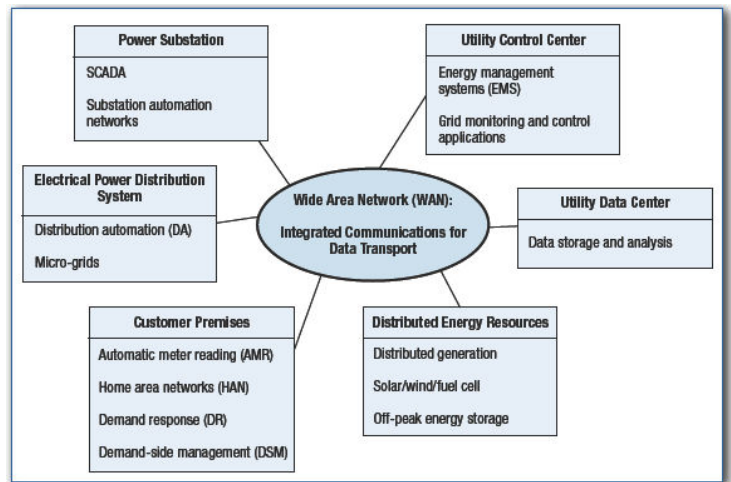 Power Substation
SCADA
Substation automation
networks
Utility Control Center
Energy management
systems (EMS)
Grid monitoring and control
applications
Electrical Power Distribution
System
Distribution automation (DA)
Micro-grids
Wide Area Network (WAN):
Integrated Communications for
Data Transport
Utility Data Center
Data storage and analysis
Customer Premises
Automatic meter reading (AMR)
Home area networks (HAN)
Demand response (DR)
Demand-side management (DSM)
Distributed Energy Resources
Distributed generation
Solar/wind/fuel cell
Off-peak energy storage